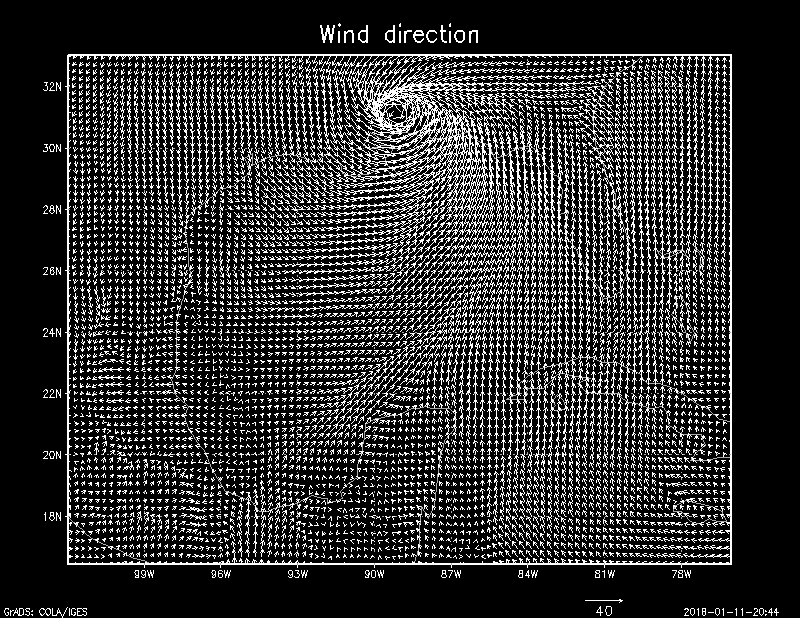 Wind direction
32N
30N
28N
26N
24N
22N
20N
18N
99W 96W 93W 90W 87W 84W 81W 78W
40
GrADS: COLA/IGES 2018-01-11-20:44